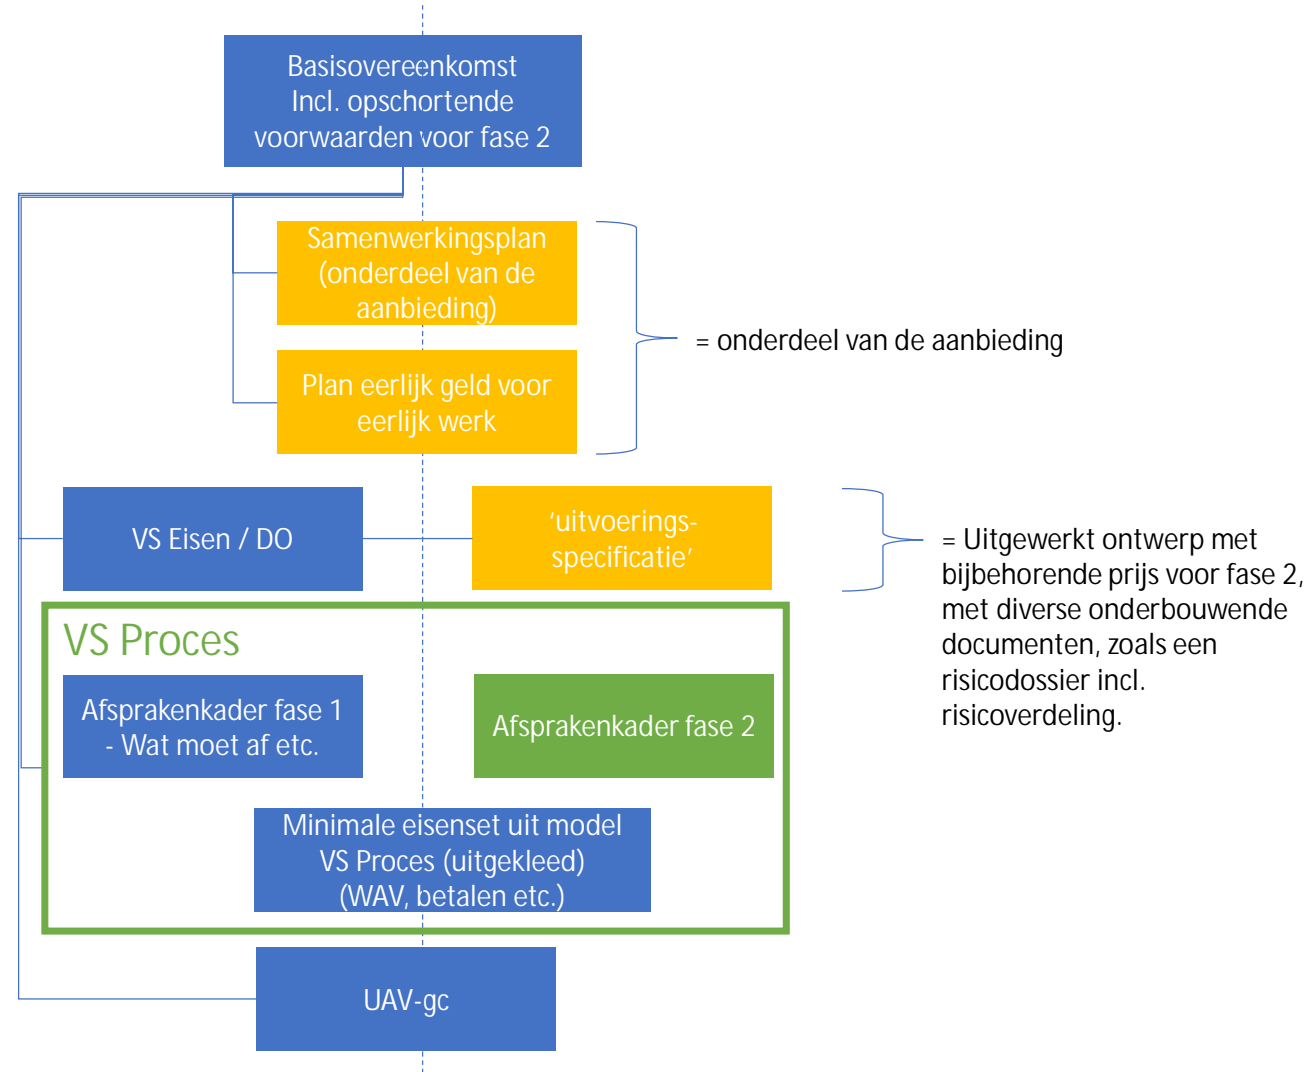 Basisovereenkomst
Incl. opschortende
voorwaarden voor fase 2
Samenwerkingsplan
(onderdeel van de
aanbieding)
= onderdeel van de aanbieding
Plan eerlijk geld voor
eerlijk werk
VS Eisen / DO
‘uitvoerings-
specificatie’
= Uitgewerkt ontwerp met
bijbehorende prijs voor fase 2,
met diverse onderbouwende
documenten, zoals een
risicodossier incl.
risicoverdeling.
VS Proces
Afsprakenkader fase 1
- Wat moet af etc.
Afsprakenkader fase 2
Minimale eisenset uit model
VS Proces (uitgekleed)
(WAV, betalen etc.)
UAV-gc